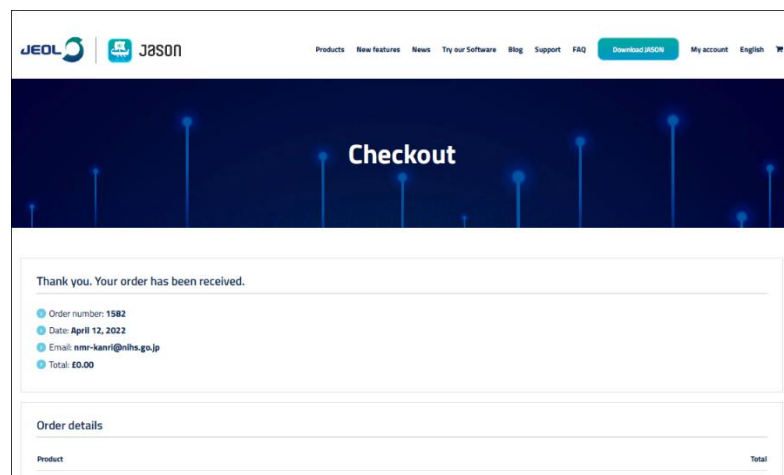 JEOL JASON Products New features News Try our Software Blog Support FAQ Download JASON My account English
Checkout
Thank you. Your order has been received.
Order number: 1582
Date: April 12, 2022
Email: nmr-kanri@nihs.go.jp
Total: £0.00
Order details
Product Total